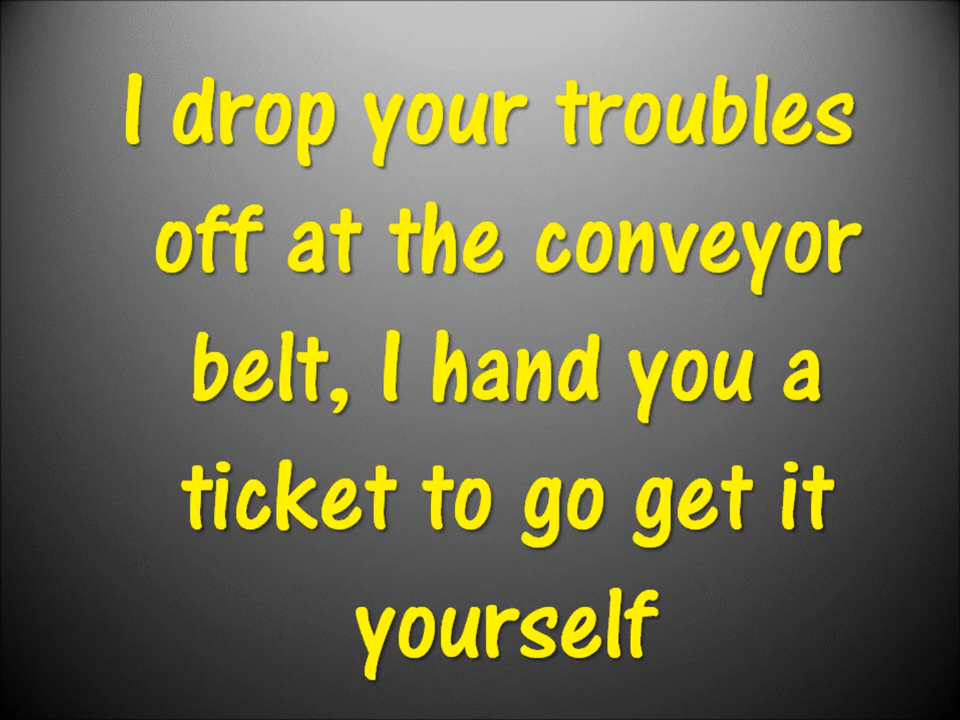 I drop your troubles
off at the conveyor
belt, I hand you a
ticket to go get it
yourself